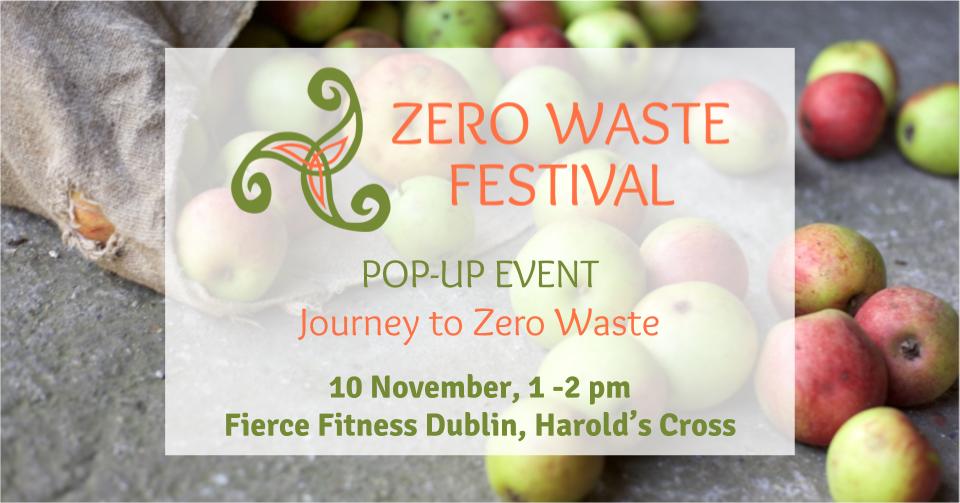 ZERO WASTE
FESTIVAL
POP-UP EVENT
Journey to Zero Waste
10 November, 1 -2 pm
Fierce Fitness Dublin, Harold's Cross